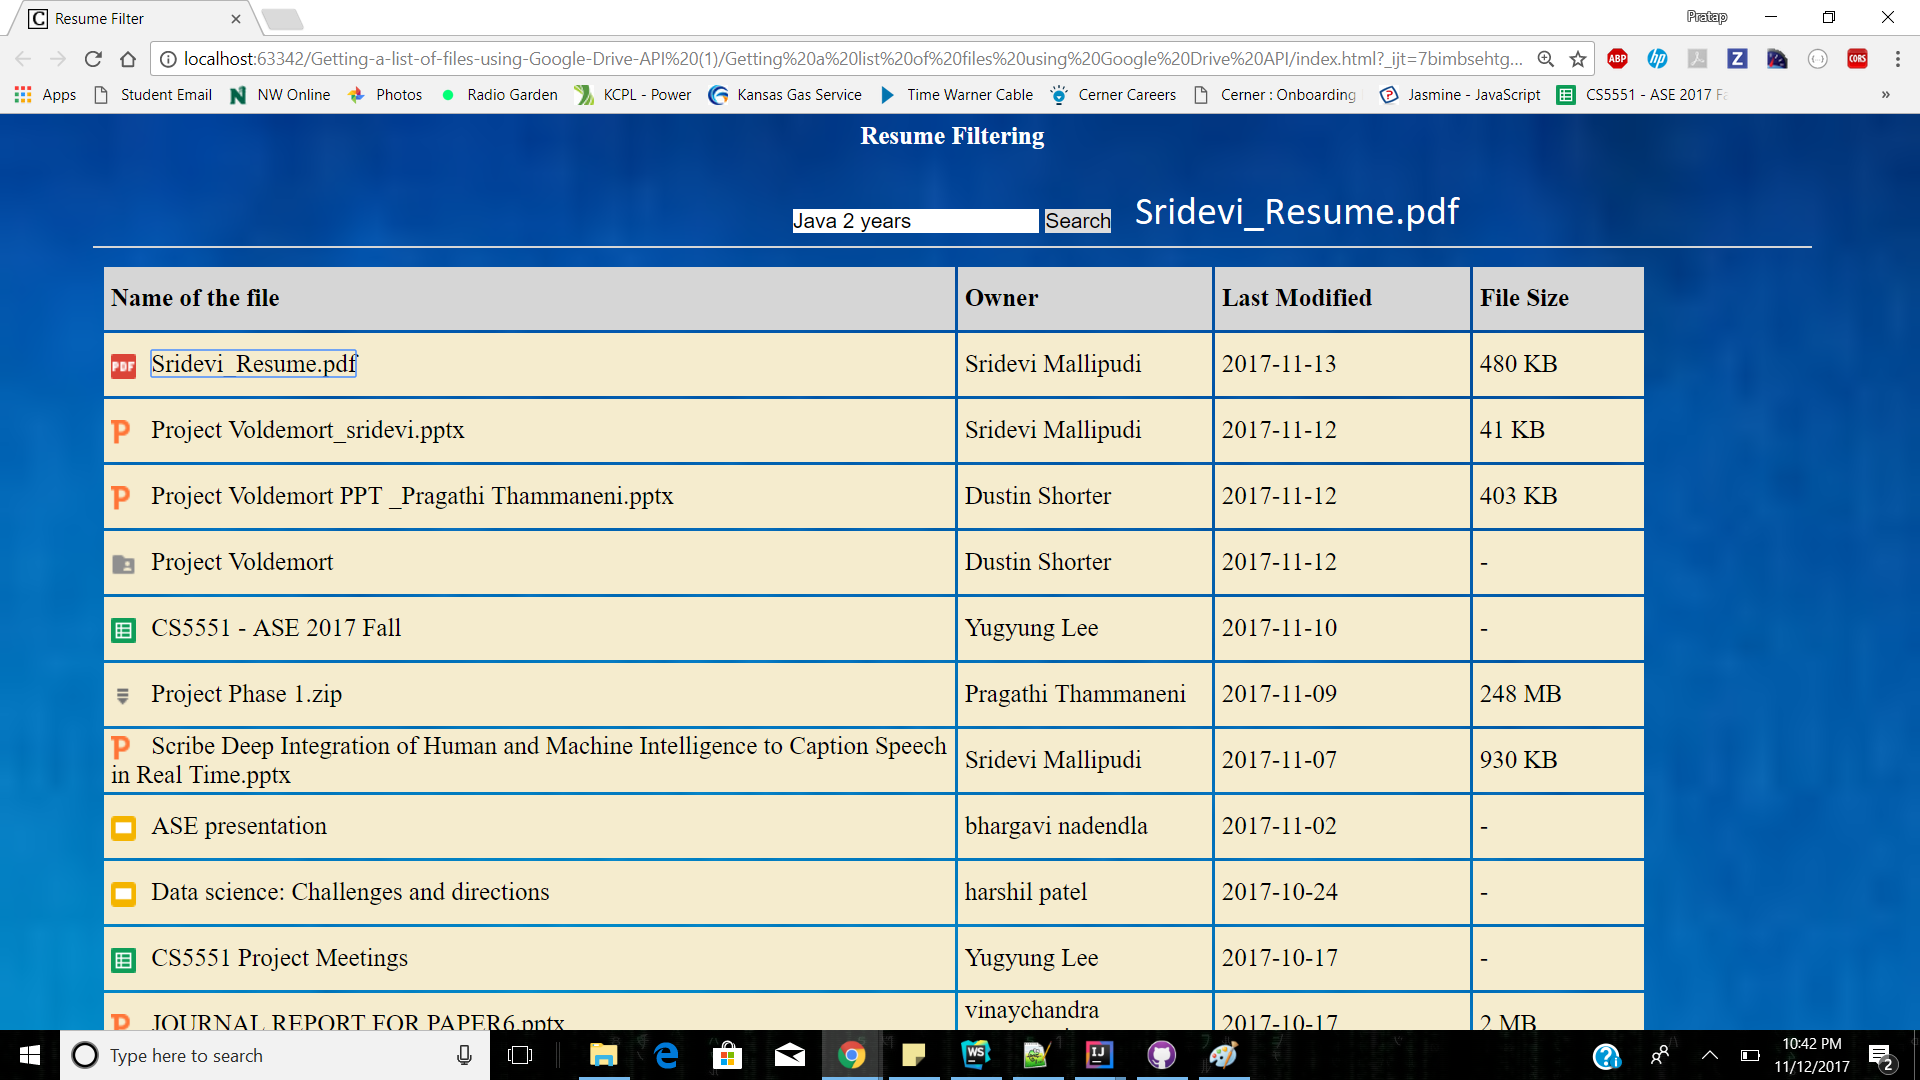 Resume Filter
Pratap
localhost:63342/Getting-a-list-of-files-using-Google-Drive-API%20(1)/Getting%20a%20list%20of%20files%20using%20Google%20Drive%20API/index.html?_ijt=7bimbsehtg...
ABP
hp
Z
CORS
Apps
Student Email
N NW Online
Photos
Radio Garden
KCPL - Power
Kansas Gas Service
Time Warner Cable
Cerner Careers
Cerner : Onboarding
Jasmine - JavaScript
CS5551 - ASE 2017 Fa
»
Resume Filtering
Java 2 years Search Sridevi_Resume.pdf
Name of the file Owner Last Modified File Size
PDF Sridevi_Resume.pdf Sridevi Mallipudi 2017-11-13 480 KB
P Project Voldemort_sridevi.pptx Sridevi Mallipudi 2017-11-12 41 KB
P Project Voldemort PPT _Pragathi Thammaneni.pptx Dustin Shorter 2017-11-12 403 KB
Project Voldemort Dustin Shorter 2017-11-12 -
CS5551 - ASE 2017 Fall Yugyung Lee 2017-11-10 -
Project Phase 1.zip Pragathi Thammaneni 2017-11-09 248 MB
P Scribe Deep Integration of Human and Machine Intelligence to Caption Speech
in Real Time.pptx Sridevi Mallipudi 2017-11-07 930 KB
ASE presentation bhargavi nadendla 2017-11-02 -
Data science: Challenges and directions harshil patel 2017-10-24 -
CS5551 Project Meetings Yugyung Lee 2017-10-17 -
P JOURNAL REPORT FOR PAPER6.pptx vinaychandra 2017-10-17 2 MB
Type here to search
WS
IJ
10:42 PM
11/12/2017
2